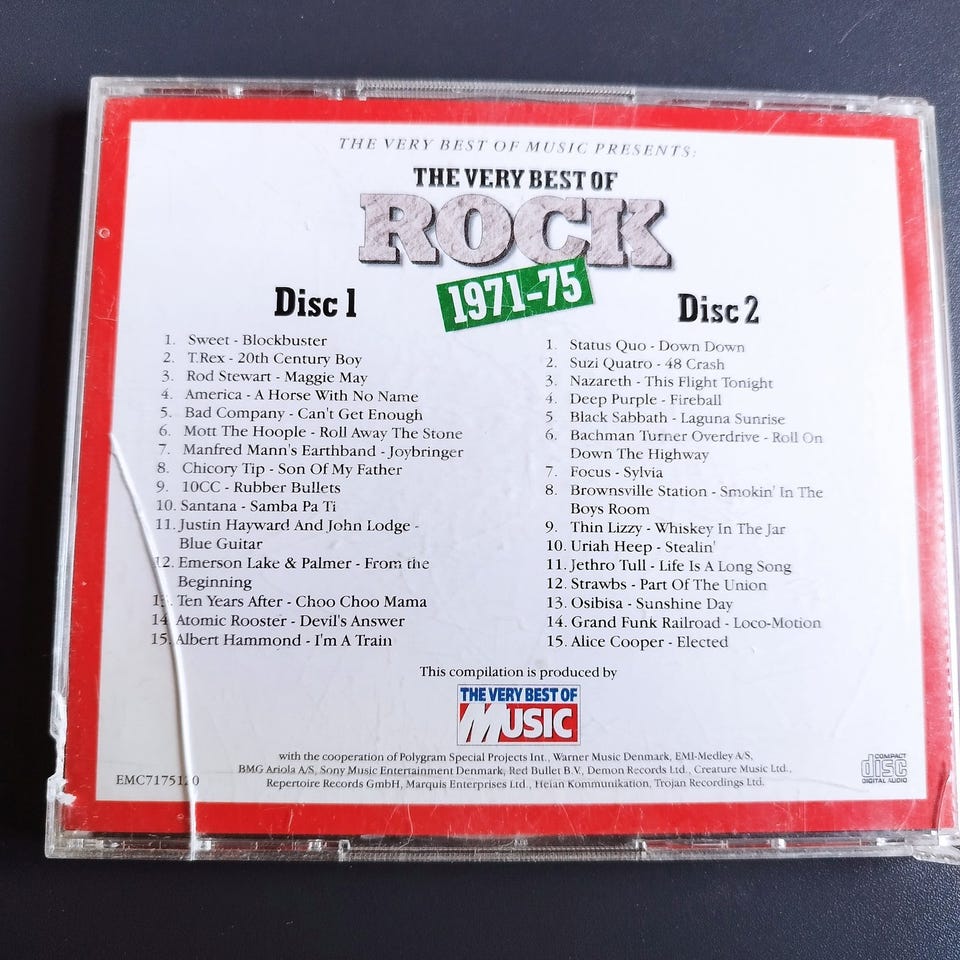 THE VERY BEST OF MUSIC PRESENTS:
THE VERY BEST OF
ROCK
1971-75
Disc 1
1. Sweet - Blockbuster
2. T.Rex - 20th Century Boy
3. Rod Stewart - Maggie May
4. America - A Horse With No Name
5. Bad Company - Can't Get Enough
6. Mott The Hoople - Roll Away The Stone
7. Manfred Mann's Earthband - Joybringer
8. Chicory Tip - Son Of My Father
9. 10CC - Rubber Bullets
10. Santana - Samba Pa Ti
11. Justin Hayward And John Lodge -
Blue Guitar
12. Emerson Lake & Palmer - From the
Beginning
13. Ten Years After - Choo Choo Mama
14. Atomic Rooster - Devil's Answer
15. Albert Hammond - I'm A Train
Disc 2
1. Status Quo - Down Down
2. Suzi Quatro - 48 Crash
3. Nazareth - This Flight Tonight
4. Deep Purple - Fireball
5 Black Sabbath - Laguna Sunrise
6. Bachman Turner Overdrive - Roll On
Down The Highway
7. Focus - Sylvia
8. Brownsville Station - Smokin' In The
Boys Room
9. Thin Lizzy - Whiskey In The Jar
10. Uriah Heep - Stealin'
11. Jethro Tull - Life Is A Long Song
12. Strawbs - Part Of The Union
13. Osibisa - Sunshine Day
14. Grand Funk Railroad - Loco-Motion
15. Alice Cooper - Elected
This compilation is produced by
THE VERY BEST OF
MUSIC
with the cooperation of Polygram Special Projects Int., Warner Music Denmark, EMI-Medley A/S,
BMG Ariola A/S, Sony Music Entertainment Denmark, Red Bullet B.V., Demon Records Ltd., Creature Music Ltd.,
Repertoire Records GmbH, Marquis Enterprises Ltd., Hefan Kommunikation, Trojan Recordings Ltd.
EMC7175120
COMPACT
disc
DIGITAL AUDIO